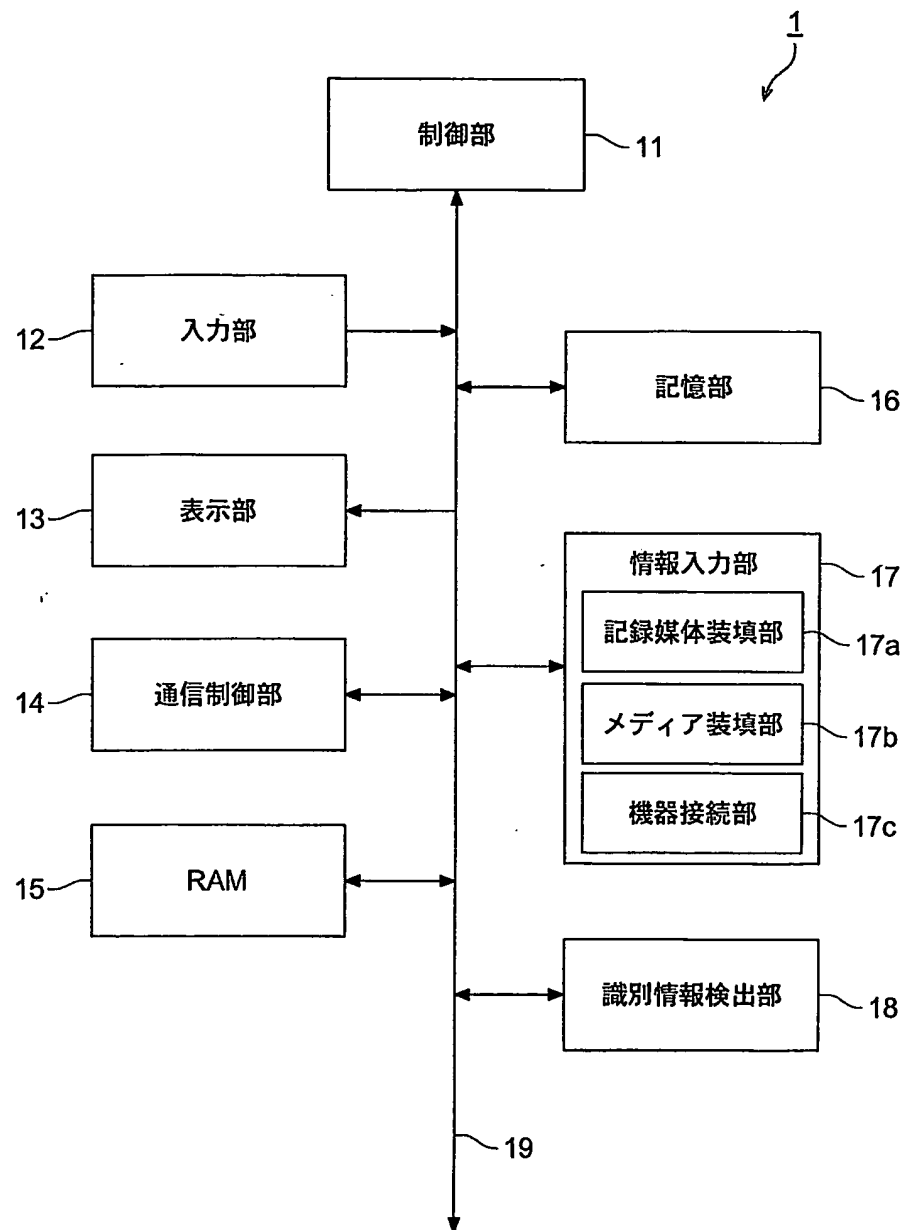 1
制御部
11
入力部
12
記憶部
16
表示部
13
情報入力部
17
記録媒体装填部
17a
メディア装填部
17b
機器接続部
17c
通信制御部
14
RAM
15
識別情報検出部
18
19